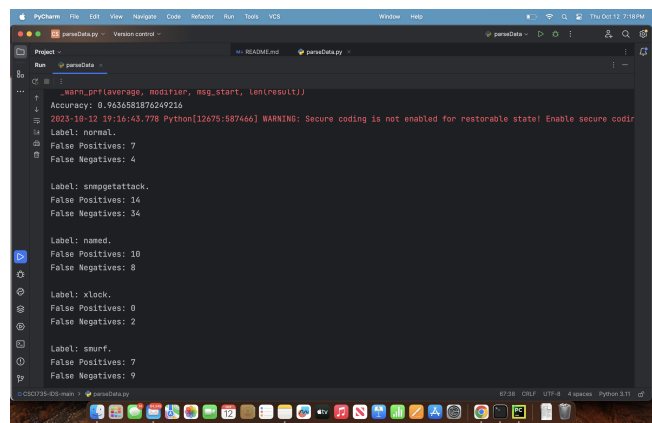 PyCharm File Edit View Navigate Code Refactor Run Tools VCS Window Help Thu Oct 12 7:18 PM
CS parseData.py Version control parseData
Project README.md parseData.py
Run parseData
_warn_prf(average, modifier, msg_start, len(result))
Accuracy: 0.9636581876249216
2023-10-12 19:16:43.778 Python[12675:587466] WARNING: Secure coding is not enabled for restorable state! Enable secure codin
Label: normal.
False Positives: 7
False Negatives: 4
Label: snmpgetattack.
False Positives: 14
False Negatives: 34
Label: named.
False Positives: 10
False Negatives: 8
Label: xlock.
False Positives: 0
False Negatives: 2
Label: smurf.
False Positives: 7
False Negatives: 9
CSCI735-IDS-main > parseData.py 67:38 CRLF UTF-8 4 spaces Python 3.11
12 tv PC